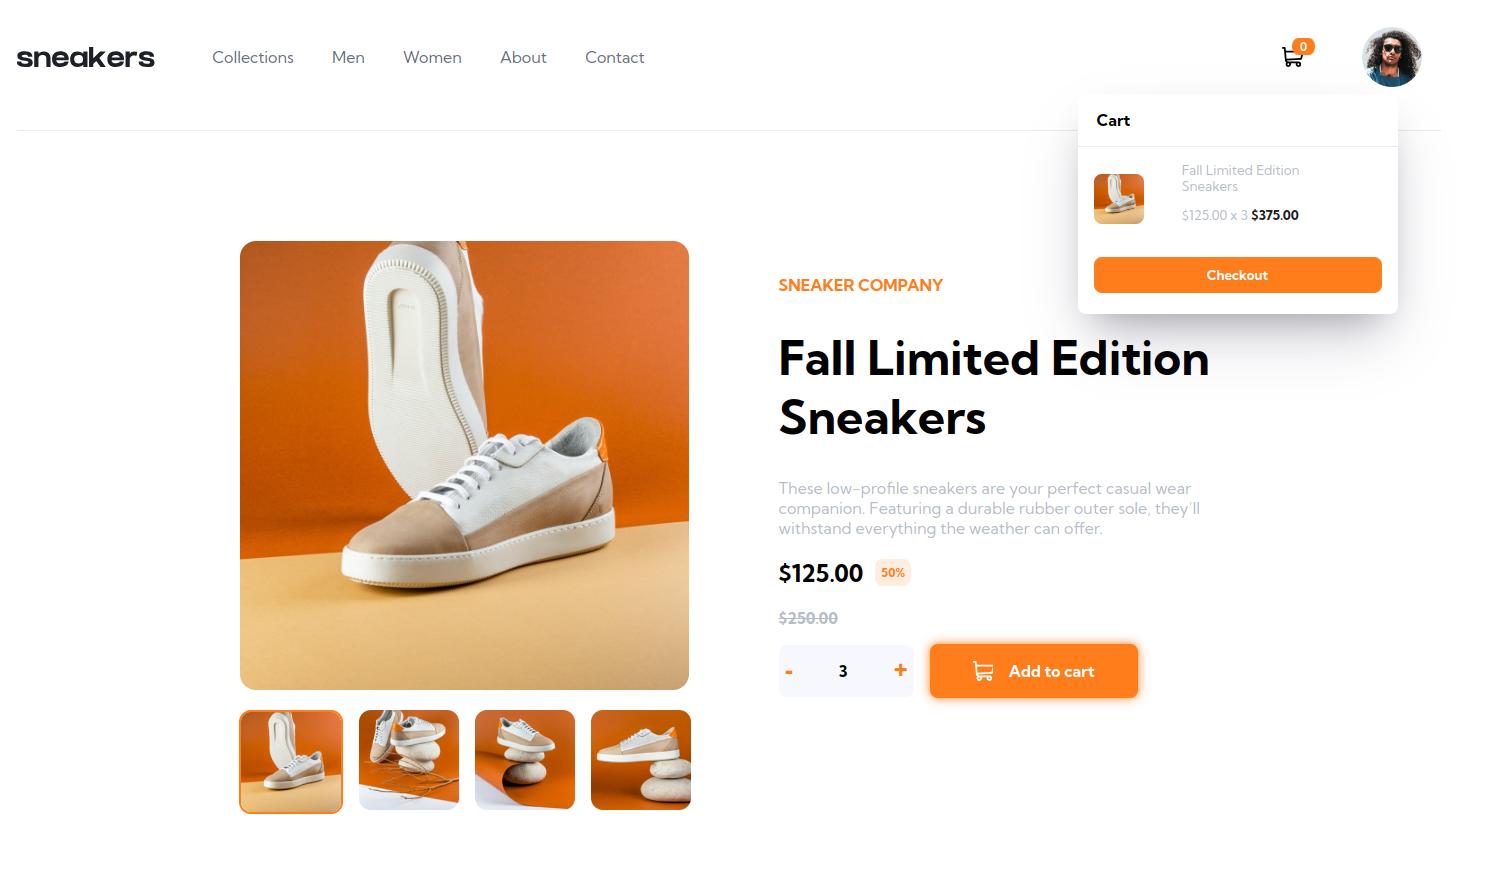 sneakers
Collections
Men
Women
About
Contact
0
Cart
Fall Limited Edition
Sneakers
$125.00 x 3 $375.00
Checkout
SNEAKER COMPANY
Fall Limited Edition
Sneakers
These low-profile sneakers are your perfect casual wear
companion. Featuring a durable rubber outer sole, they'll
withstand everything the weather can offer.
$125.00
50%
$250.00
-
3
+
Add to cart